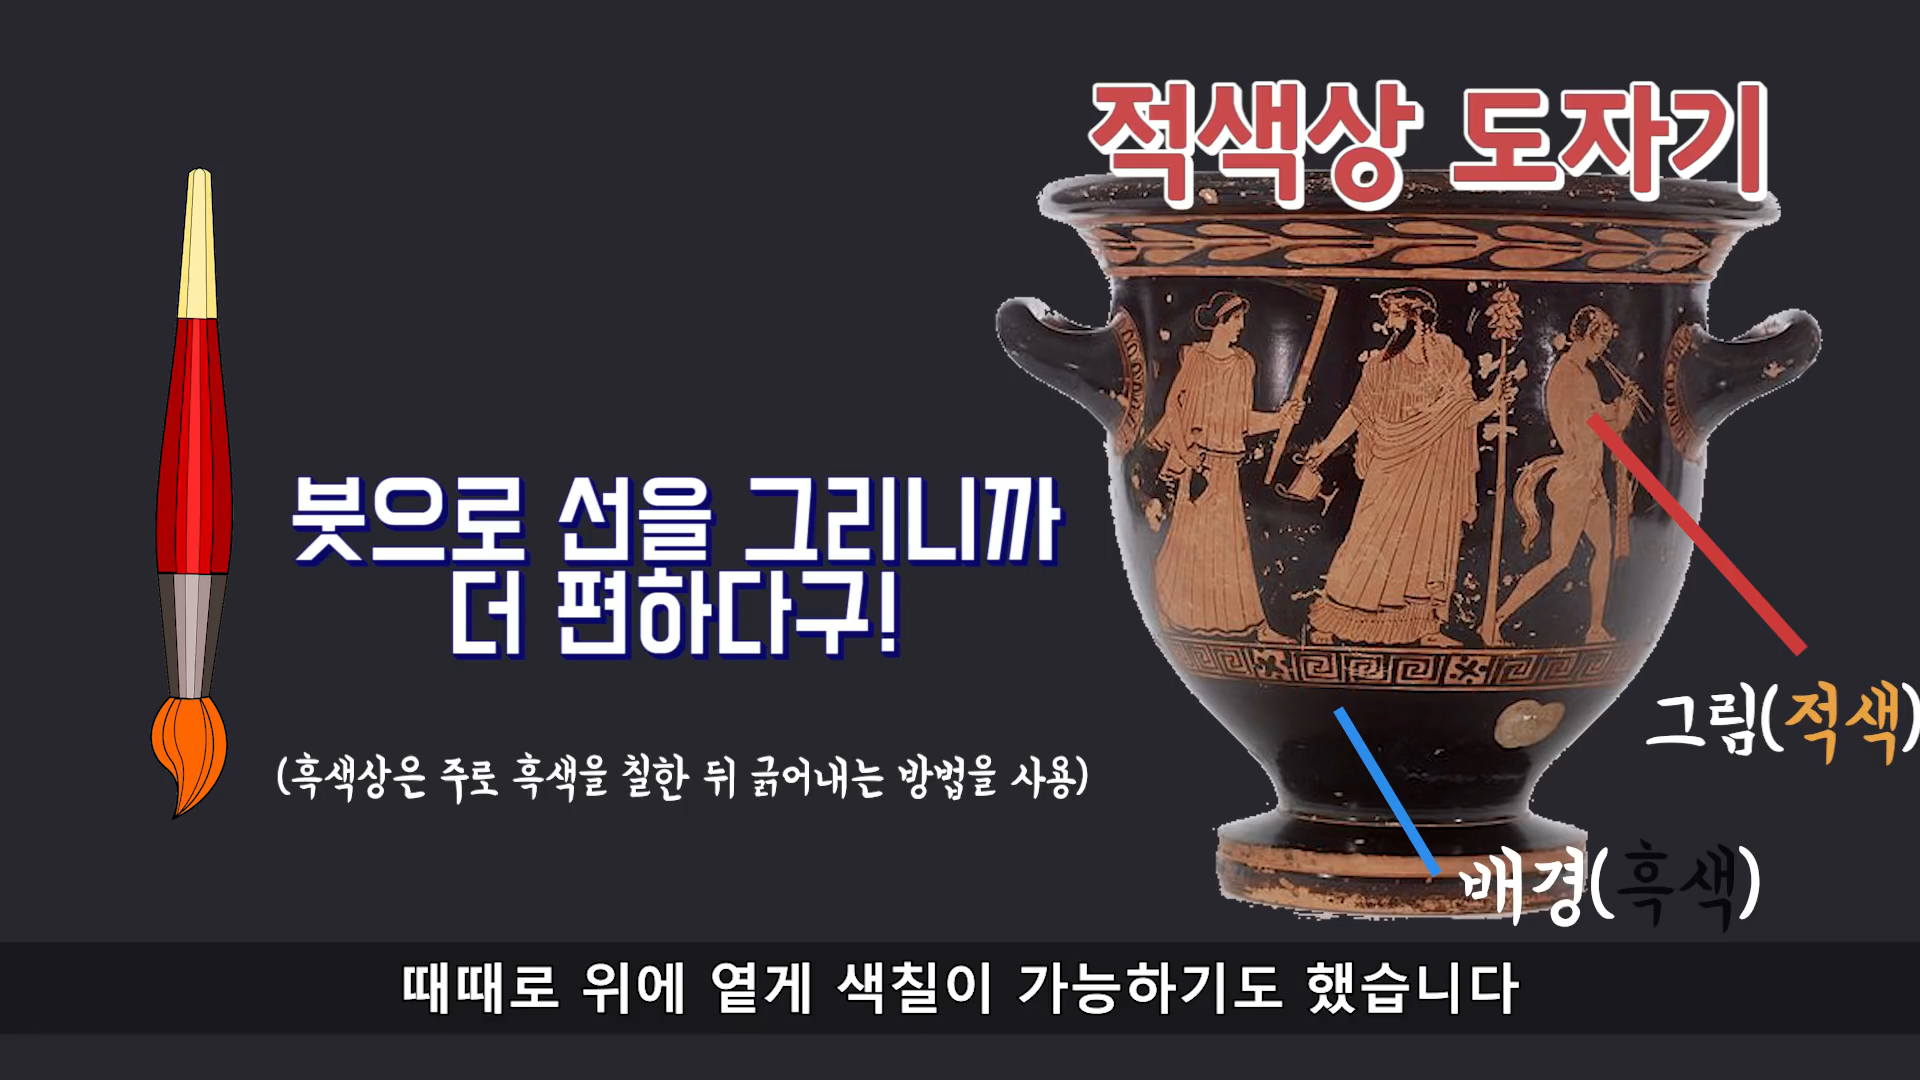 적색상 도자기
붓으로 선을 그리니까
더 편하다구!
(흑색상은 주로 흑색을 칠한 뒤 긁어내는 방법을 사용)
그림(적색)
배경(흑색)
때때로 위에 옅게 색칠이 가능하기도 했습니다